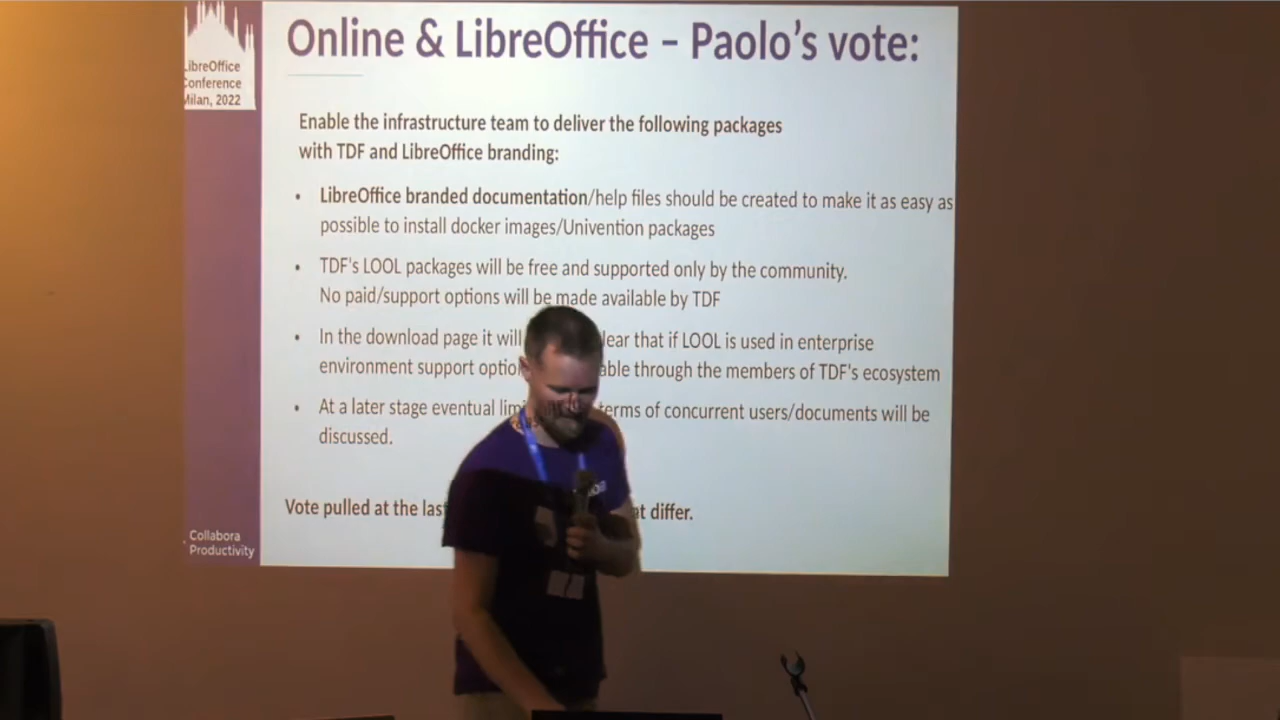 LibreOffice
Conference
Milan, 2022
Online & LibreOffice – Paolo's vote:
Enable the infrastructure team to deliver the following packages
with TDF and LibreOffice branding:
• LibreOffice branded documentation/help files should be created to make it as easy as
possible to install docker images/Univention packages
• TDF's LOOL packages will be free and supported only by the community.
No paid/support options will be made available by TDF
• In the download page it will lear that if LOOL is used in enterprise
environment support optio able through the members of TDF's ecosystem
• At a later stage eventual lim terms of concurrent users/documents will be
discussed.
Vote pulled at the las at differ.
Collabora
Productivity